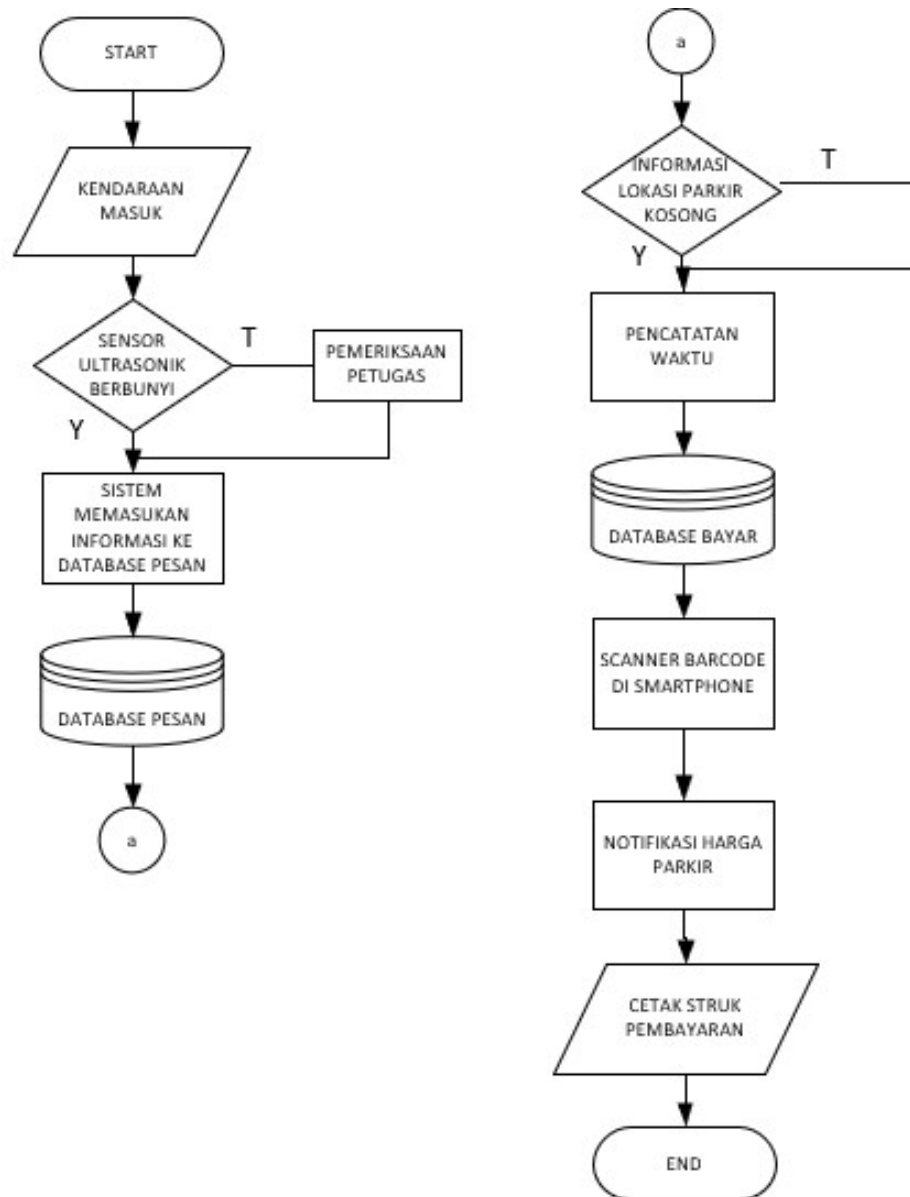 START
KENDARAAN
MASUK
SENSOR
ULTRASONIK
BERBUNYI
T
PEMERIKSAAN
PETUGAS
Y
SISTEM
MEMASUKAN
INFORMASI KE
DATABASE PESAN
DATABASE PESAN
a
a
INFORMASI
LOKASI PARKIR
KOSONG
T
Y
PENCATATAN
WAKTU
DATABASE BAYAR
SCANNER BARCODE
DI SMARTPHONE
NOTIFIKASI HARGA
PARKIR
CETAK STRUK
PEMBAYARAN
END